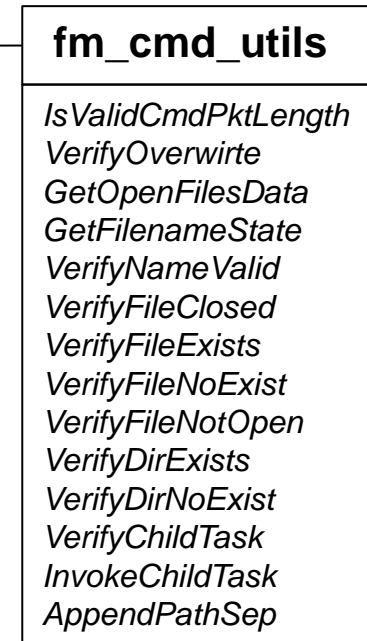 fm_cmd_utils
IsValidCmdPktLength
VerifyOverwirte
GetOpenFilesData
GetFilenameState
VerifyNameValid
VerifyFileClosed
VerifyFileExists
VerifyFileNoExist
VerifyFileNotOpen
VerifyDirExists
VerifyDirNoExist
VerifyChildTask
InvokeChildTask
AppendPathSep